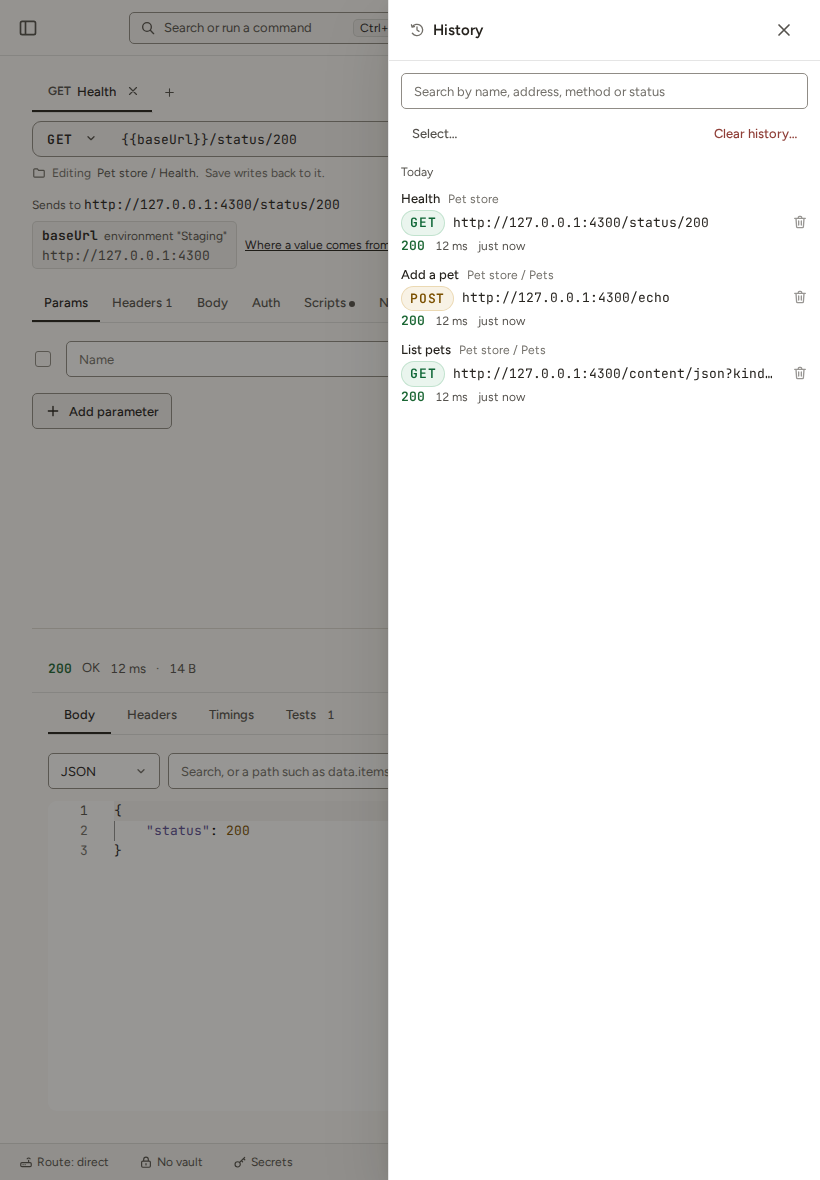 Search or run a command
Ctrl+
GET Health
GET {{baseUrl}}/status/200
Editing Pet store / Health. Save writes back to it.
Sends to http://127.0.0.1:4300/status/200
baseUrl environment "Staging"
http://127.0.0.1:4300
Where a value comes from
Params Headers 1 Body Auth Scripts N
Name
Add parameter
200 OK 12 ms · 14 B
Body Headers Timings Tests 1
JSON
Search, or a path such as data.items
1 {
2 "status": 200
3 }
Route: direct No vault Secrets
History
Search by name, address, method or status
Select... Clear history...
Today
Health Pet store
GET http://127.0.0.1:4300/status/200
200 12 ms just now
Add a pet Pet store / Pets
POST http://127.0.0.1:4300/echo
200 12 ms just now
List pets Pet store / Pets
GET http://127.0.0.1:4300/content/json?kind…
200 12 ms just now